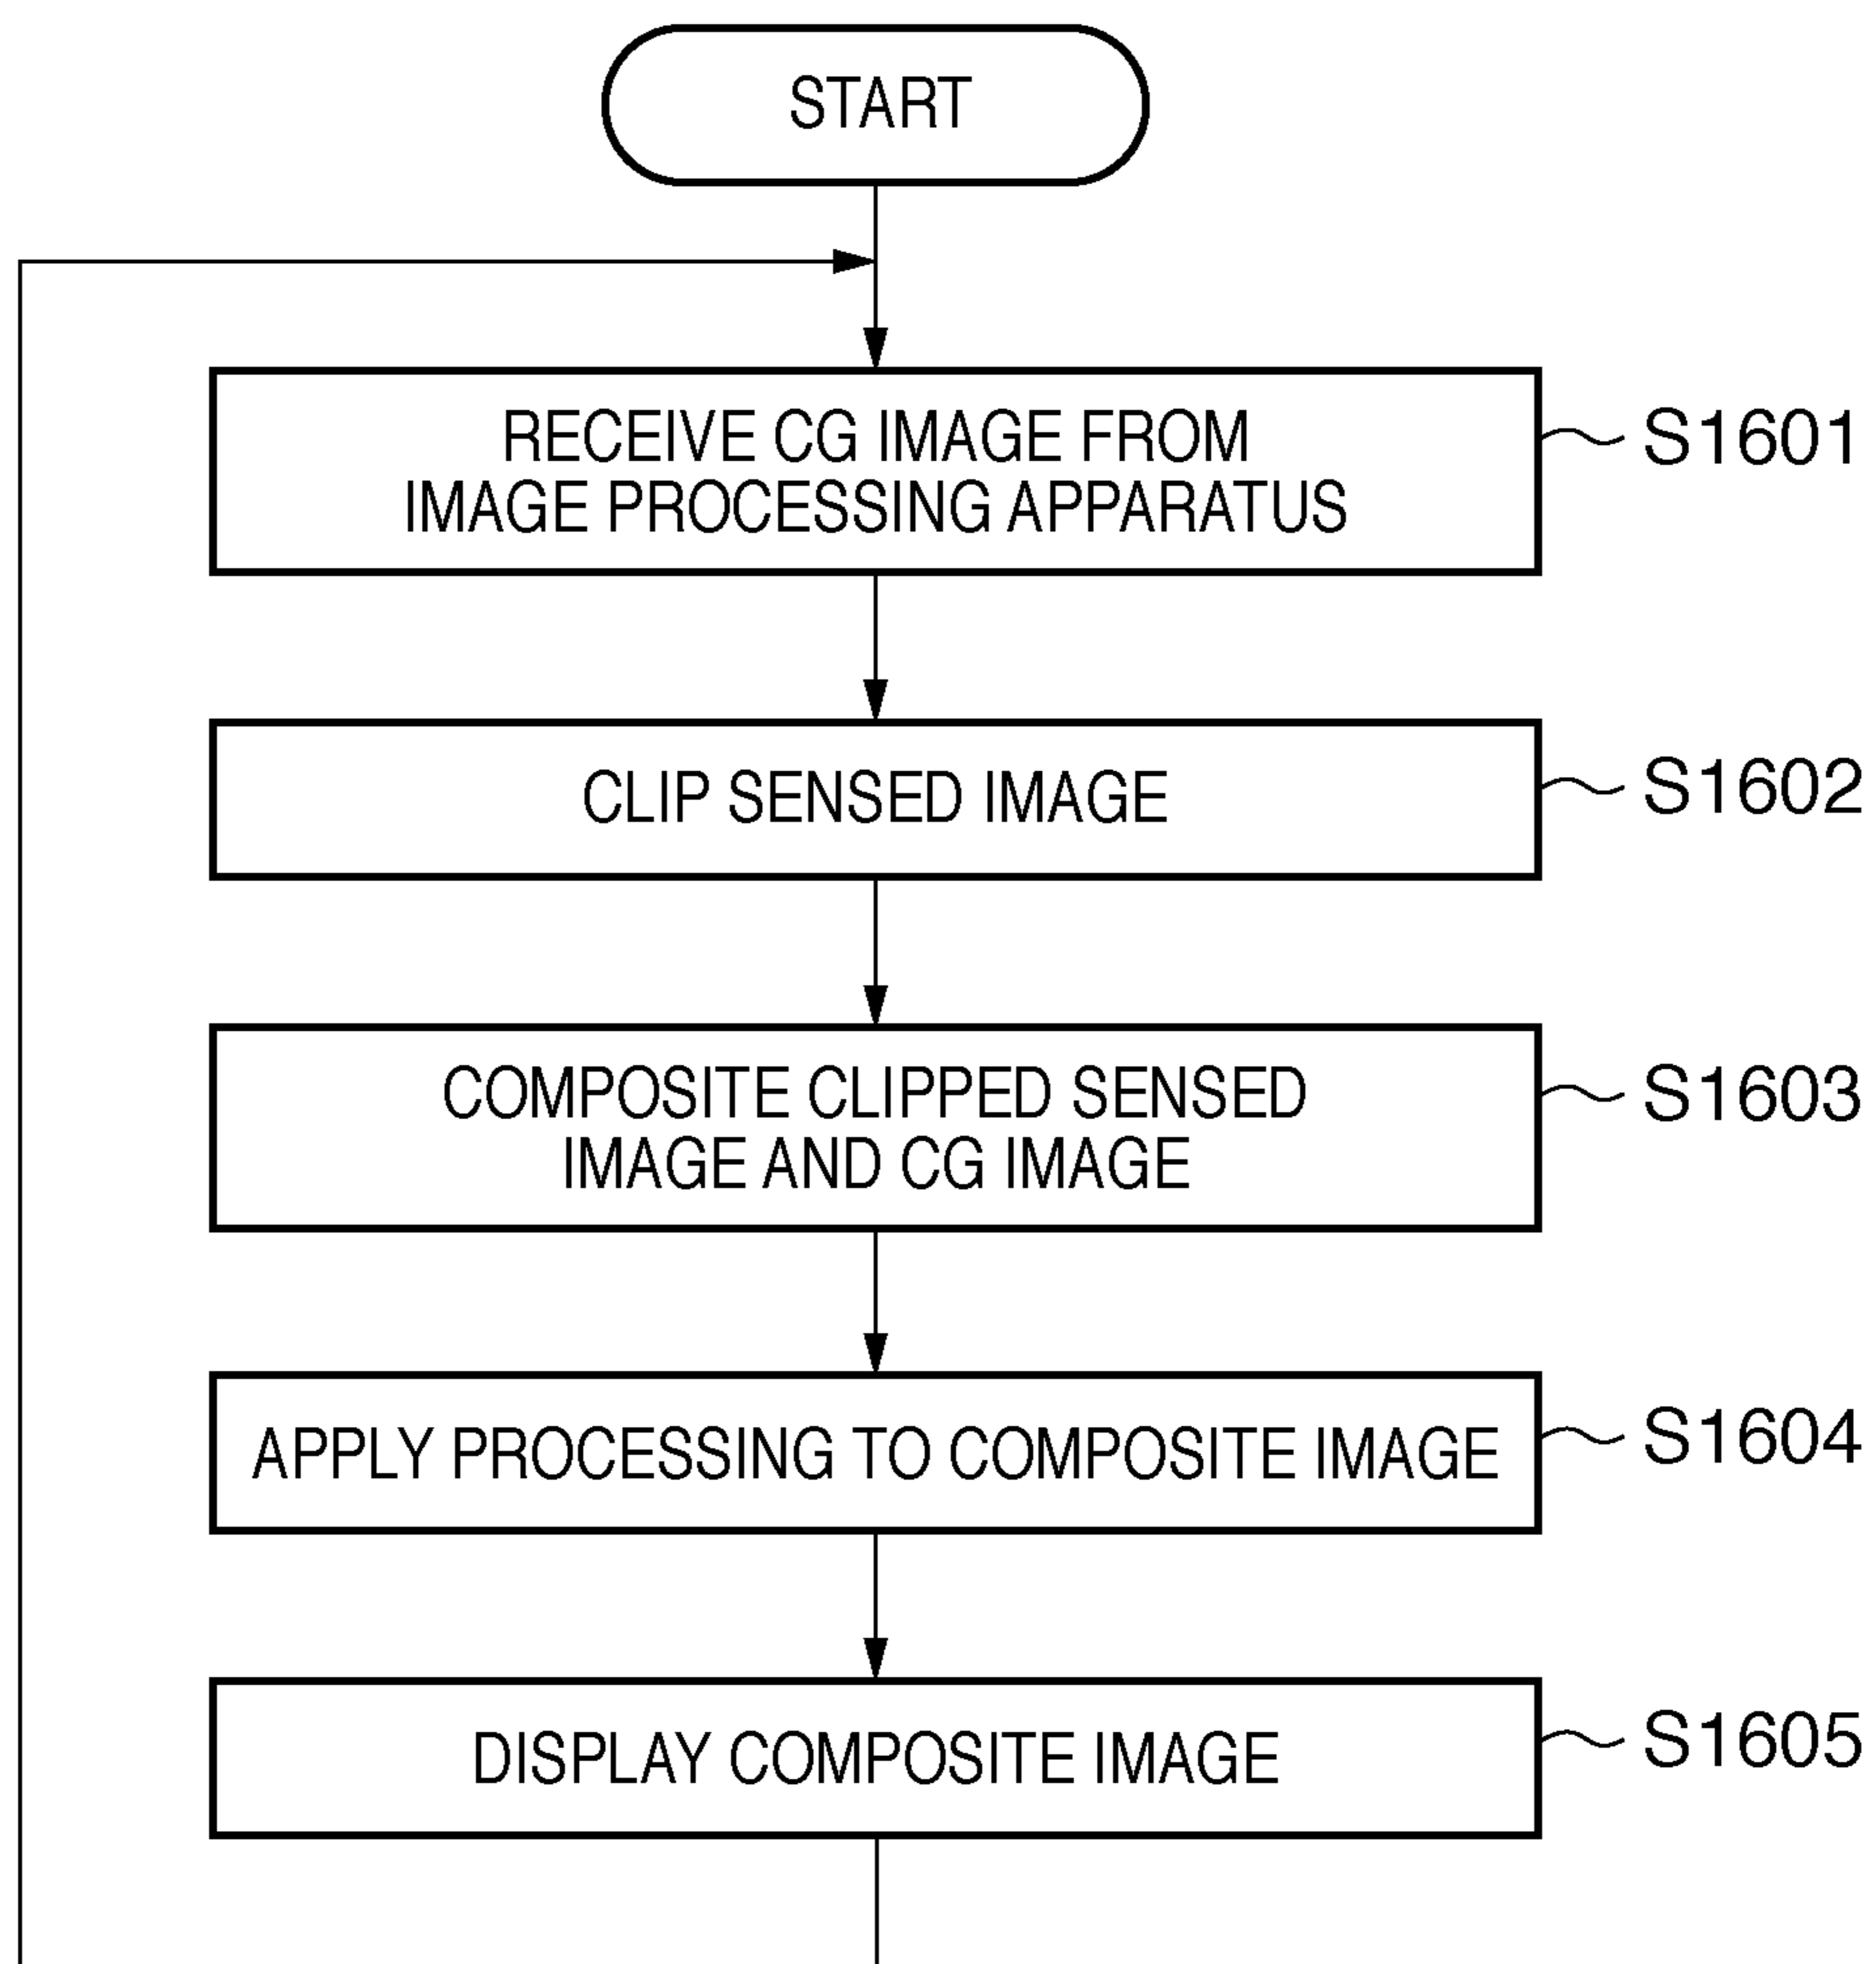 START
RECEIVE CG IMAGE FROM
IMAGE PROCESSING APPARATUS
S1601
CLIP SENSED IMAGE
S1602
COMPOSITE CLIPPED SENSED
IMAGE AND CG IMAGE
S1603
APPLY PROCESSING TO COMPOSITE IMAGE
S1604
DISPLAY COMPOSITE IMAGE
S1605